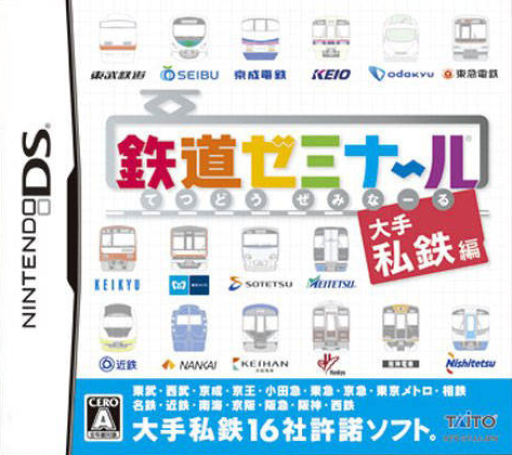 東武鉄道 SEIBU 京成電鉄 KEIO odakyu 東急電鉄
NINTENDO DS
鉄道ゼミナール
てつどうぜみなーる
大手
私鉄編
KEIKYU SOTETSU MEITETSU
近鉄 NANKAI KEIHAN Hankyu 阪神電車 Nishitetsu
東武・西武・京成・京王・小田急・東急・京急・東京メトロ・相鉄
名鉄・近鉄・南海・京阪・阪急・阪神・西鉄
大手私鉄16社許諾ソフト。
CERO
A
TAITO